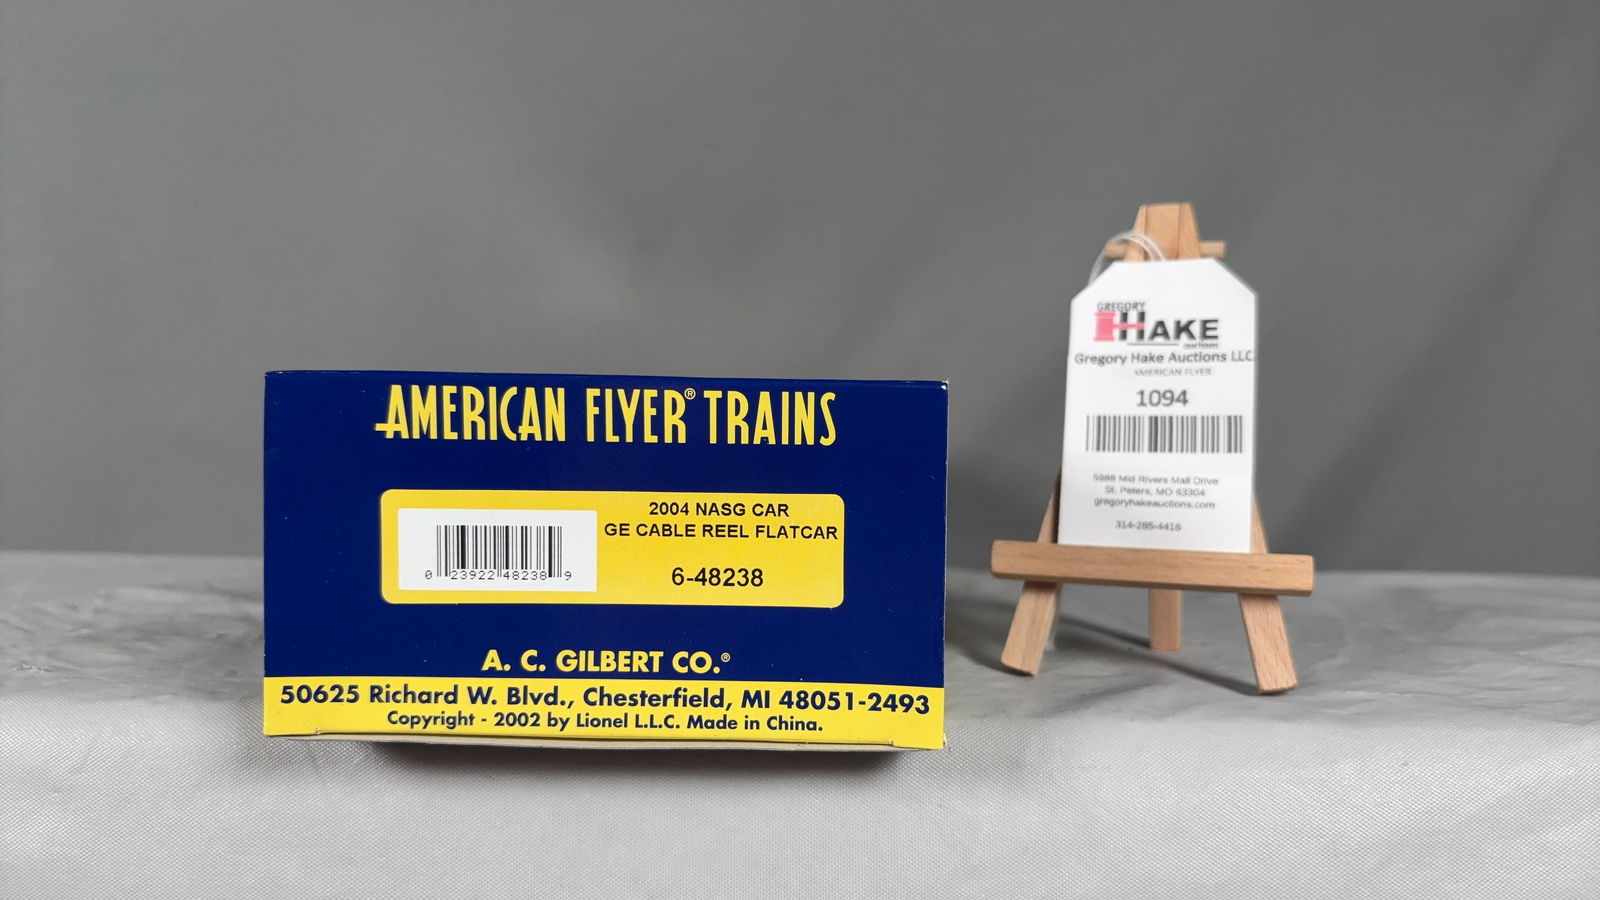 AMERICAN FLYER® TRAINS
2004 NASG CAR
GE CABLE REEL FLATCAR
6-48238
0 23922 48238 9
A. C. GILBERT CO.®
50625 Richard W. Blvd., Chesterfield, MI 48051-2493
Copyright - 2002 by Lionel L.L.C. Made in China.
GREGORY
HAKE
auctions
Gregory Hake Auctions LLC
AMERICAN FLYER
1094
5988 Mid Rivers Mall Drive
St. Peters, MO 63304
gregoryhakeauctions.com
314-285-4416